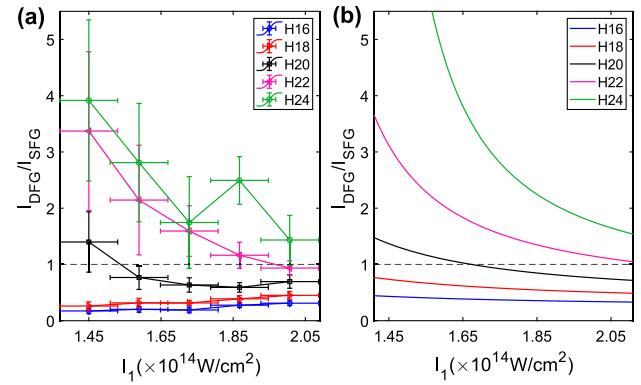 (a)
H16
H18
H20
H22
H24
I_DFG/I_SFG
5
4
3
2
1
0
1.45 1.65 1.85 2.05
I_1(×10^14 W/cm^2)
(b)
H16
H18
H20
H22
H24
I_DFG/I_SFG
5
4
3
2
1
0
1.45 1.65 1.85 2.05
I_1(×10^14 W/cm^2)